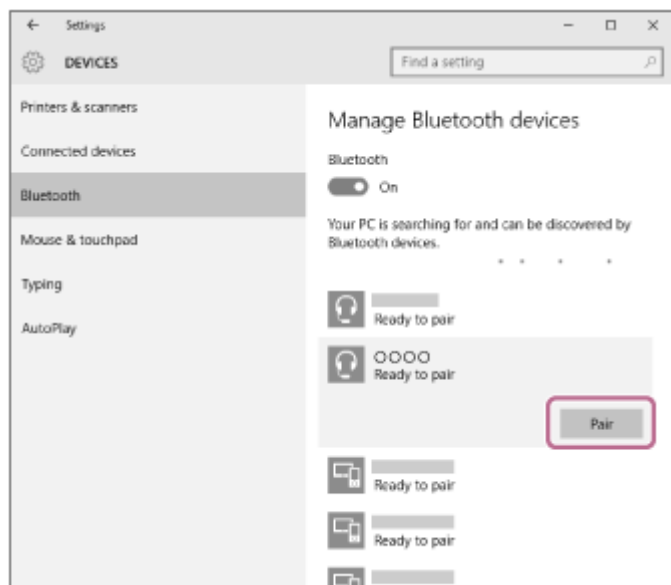 Settings
DEVICES
Find a setting
Printers & scanners
Connected devices
Bluetooth
Mouse & touchpad
Typing
AutoPlay
Manage Bluetooth devices
Bluetooth
On
Your PC is searching for and can be discovered by
Bluetooth devices.
Ready to pair
OOOO
Ready to pair
Pair
Ready to pair
Ready to pair